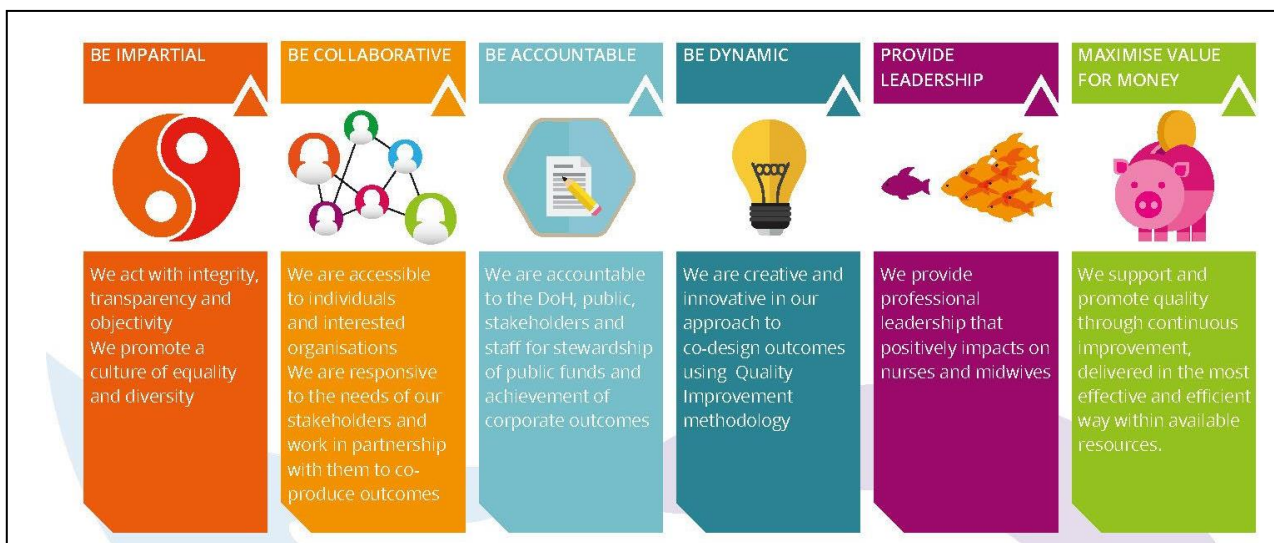 BE IMPARTIAL
We act with integrity,
transparency and
objectivity
We promote a
culture of equality
and diversity
BE COLLABORATIVE
We are accessible
to individuals
and interested
organisations
We are responsive
to the needs of our
stakeholders and
work in partnership
with them to co-
produce outcomes
BE ACCOUNTABLE
We are accountable
to the DoH, public,
stakeholders and
staff for stewardship
of public funds and
achievement of
corporate outcomes
BE DYNAMIC
We are creative and
innovative in our
approach to
co-design outcomes
using Quality
Improvement
methodology
PROVIDE
LEADERSHIP
We provide
professional
leadership that
positively impacts on
nurses and midwives
MAXIMISE VALUE
FOR MONEY
We support and
promote quality
through continuous
improvement,
delivered in the most
effective and efficient
way within available
resources.